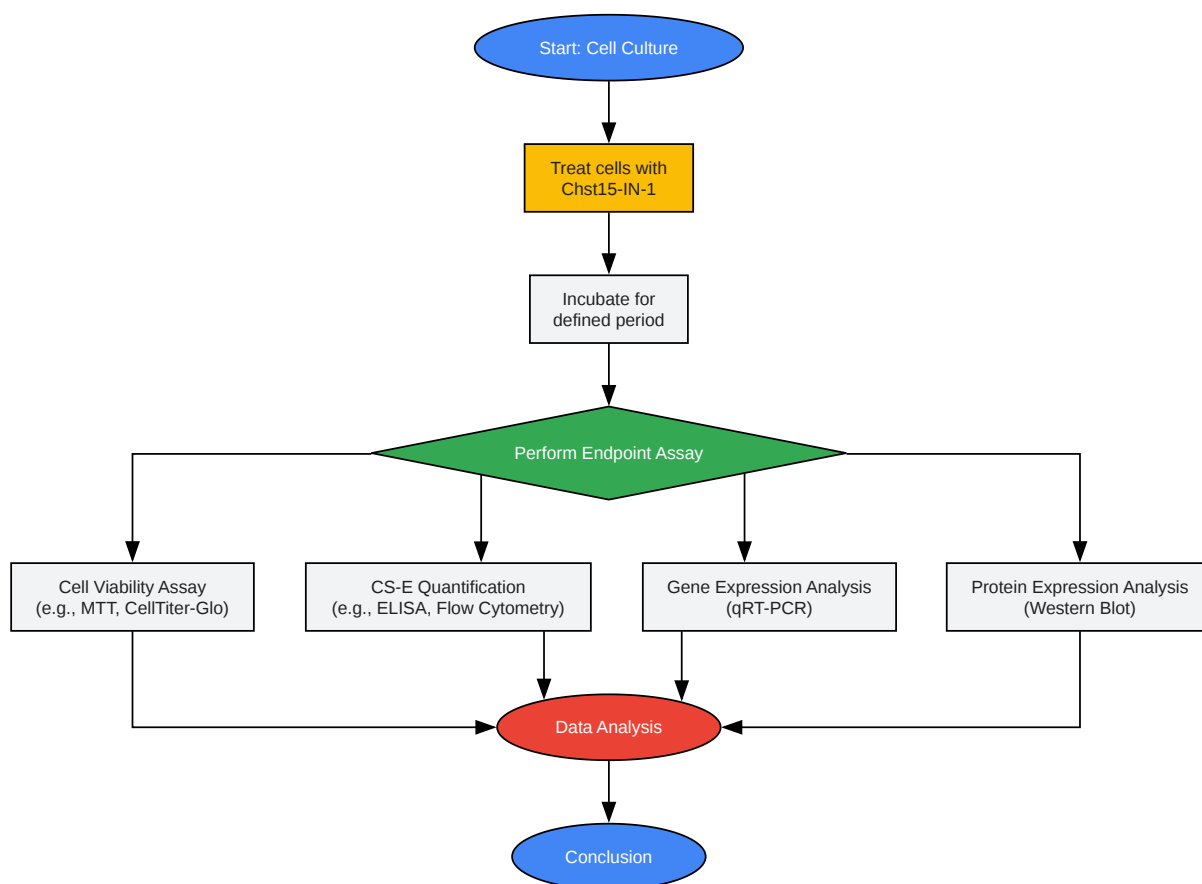 Start: Cell Culture
Treat cells with
Chst15-IN-1
Incubate for
defined period
Perform Endpoint Assay
Cell Viability Assay
(e.g., MTT, CellTiter-Glo)
CS-E Quantification
(e.g., ELISA, Flow Cytometry)
Gene Expression Analysis
(qRT-PCR)
Protein Expression Analysis
(Western Blot)
Data Analysis
Conclusion